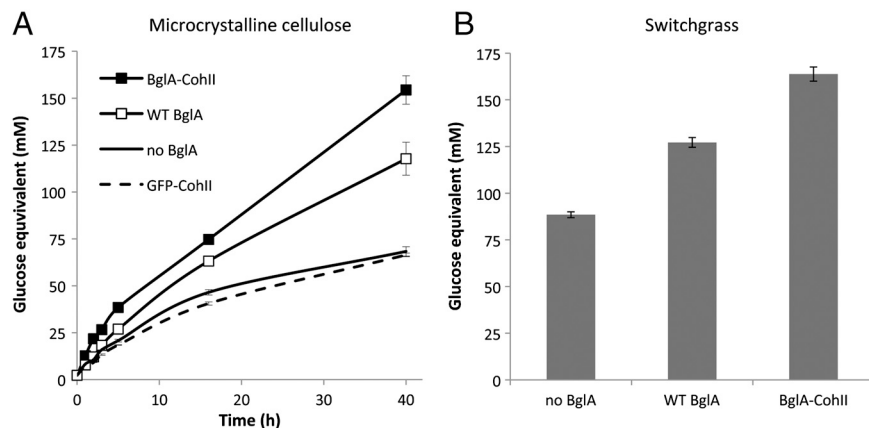 A
Microcrystalline cellulose
Glucose equvivalent (mM)
175
150
125
100
75
50
25
0
BglA-CohII
WT BglA
no BglA
GFP-CohII
0
10
20
30
40
Time (h)
B
Switchgrass
Glucose equivalent (mM)
175
150
125
100
75
50
25
0
no BglA
WT BglA
BglA-CohII